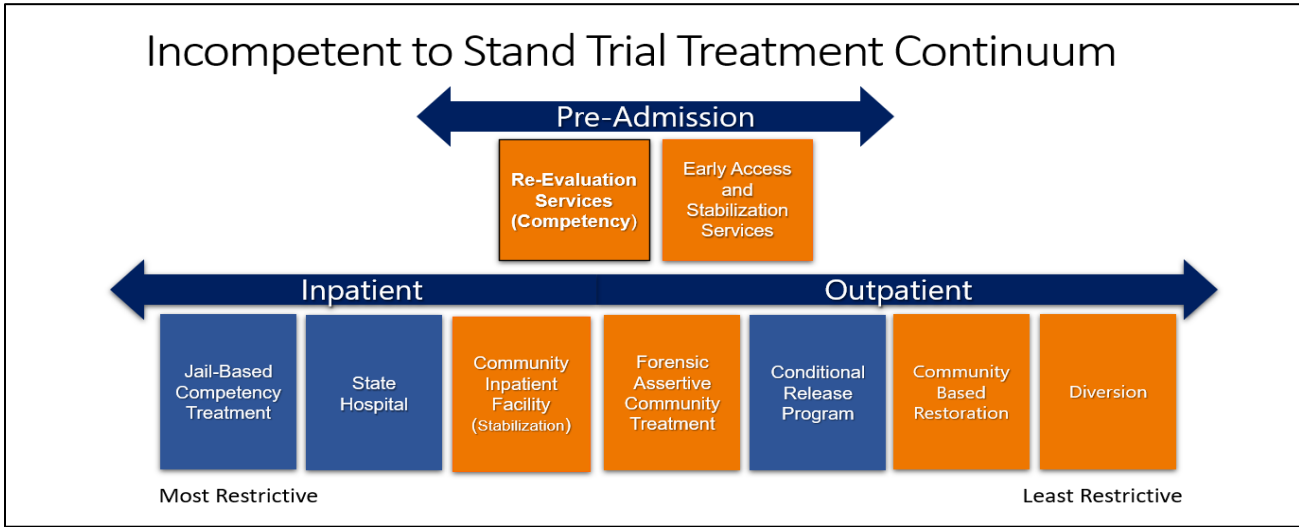 Incompetent to Stand Trial Treatment Continuum
Pre-Admission
Re-Evaluation
Services
(Competency)
Early Access
and
Stabilization
Services
Inpatient
Outpatient
Jail-Based
Competency
Treatment
State
Hospital
Community
Inpatient
Facility
(Stabilization)
Forensic
Assertive
Community
Treatment
Conditional
Release
Program
Community
Based
Restoration
Diversion
Most Restrictive
Least Restrictive